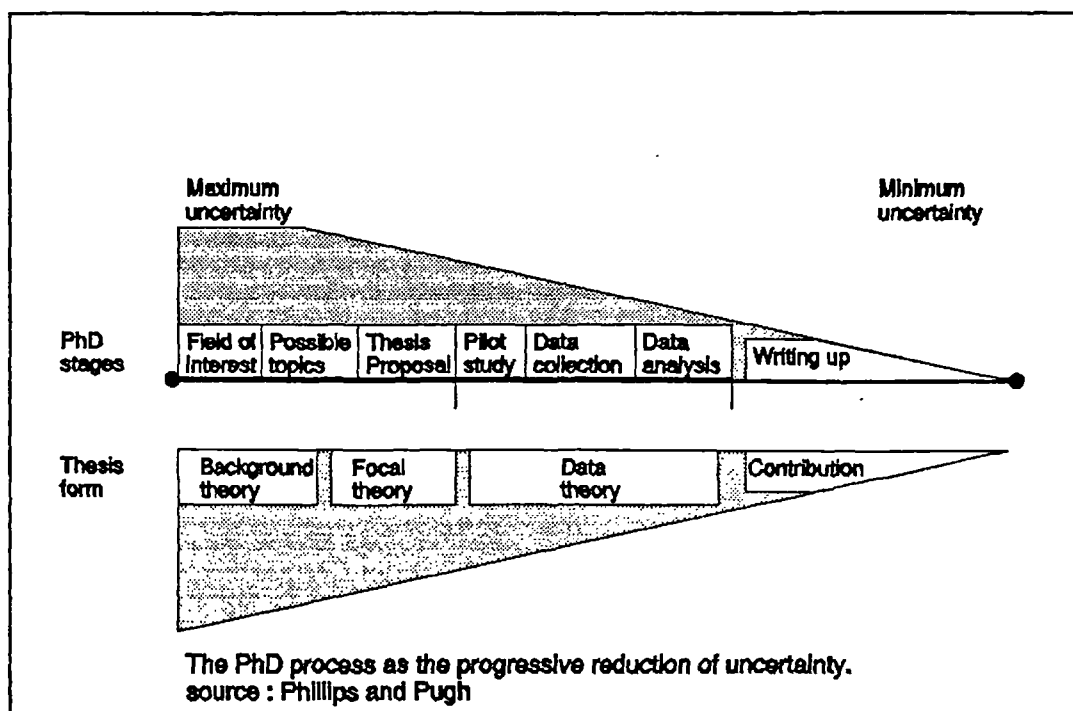 Maximum
uncertainty
Minimum
uncertainty
PhD
stages
Field of
interest
Possible
topics
Thesis
Proposal
Pilot
study
Data
collection
Data
analysis
Writing up
Thesis
form
Background
theory
Focal
theory
Data
theory
Contribution
The PhD process as the progressive reduction of uncertainty.
source : Phillips and Pugh